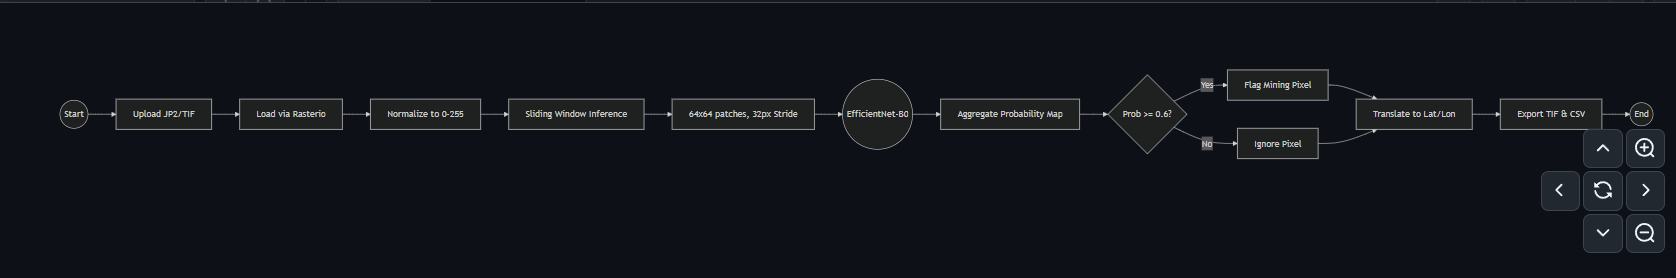 Start
Upload JP2/TIF
Load via Rasterio
Normalize to 0-255
Sliding Window Inference
64x64 patches, 32px Stride
EfficientNet-B0
Aggregate Probability Map
Prob >= 0.6?
Yes
Flag Mining Pixel
No
Ignore Pixel
Translate to Lat/Lon
Export TIF & CSV
End